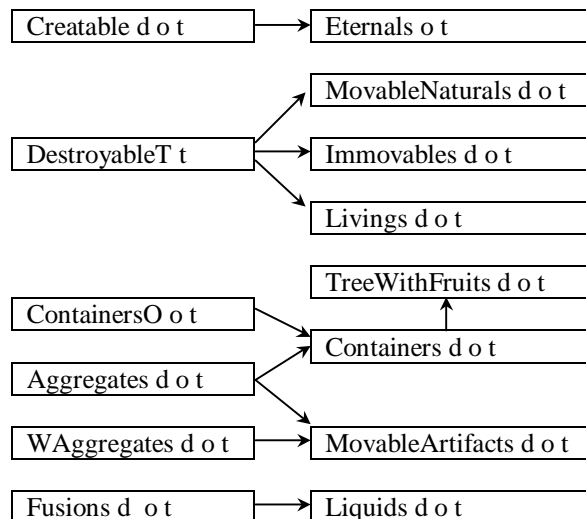 Creatable d o t
Eternals o t
MovableNaturals d o t
DestroyableT t
Immovables d o t
Livings d o t
TreeWithFruits d o t
ContainersO o t
Containers d o t
Aggregates d o t
WAggregates d o t
MovableArtifacts d o t
Fusions d  o t
Liquids d o t